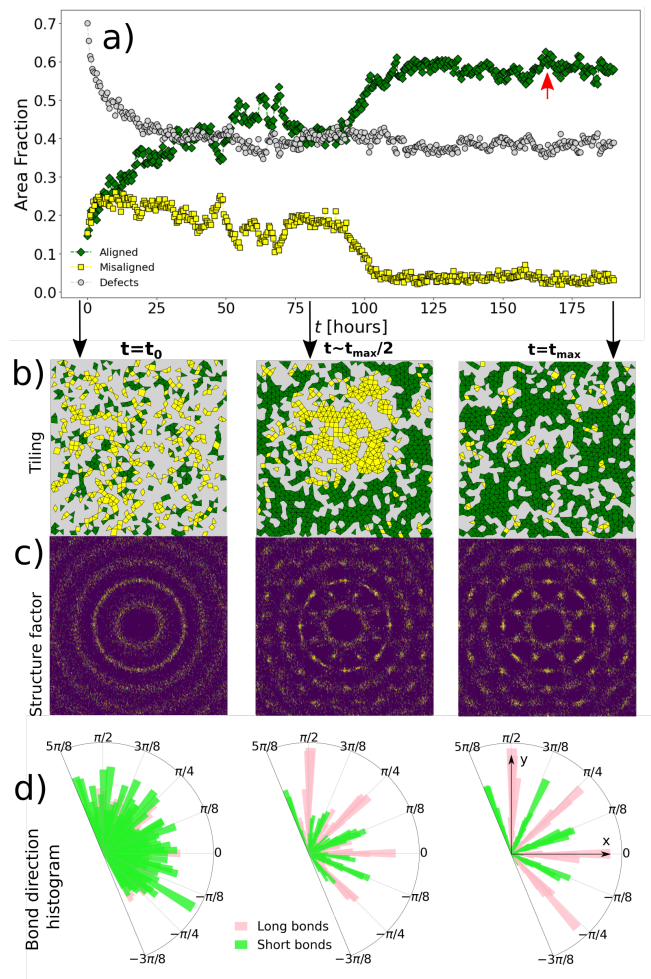 a)
Area Fraction
0.7
0.6
0.5
0.4
0.3
0.2
0.1
0.0
Aligned
Misaligned
Defects
0 25 50 75 100 125 150 175
t [hours]
t=t₀ t~tₘₐₓ/2 t=tₘₐₓ
b)
Tiling
c)
Structure factor
d)
Bond direction
histogram
5π/8 π/2 3π/8 π/4 π/8 0 −π/8 −π/4 −3π/8
5π/8 π/2 3π/8 π/4 π/8 0 −π/8 −π/4 −3π/8
5π/8 π/2 3π/8 π/4 π/8 0 −π/8 −π/4 −3π/8
y
x
Long bonds
Short bonds